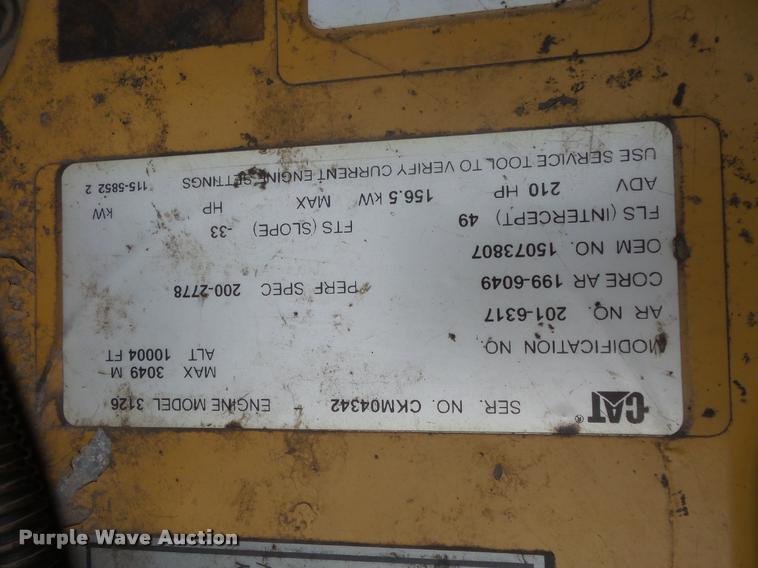 CAT®
SER. NO. CKM04342 ENGINE MODEL 3126
MODIFICATION NO. MAX 3049 M
ALT 10004 FT
AR NO. 201-6317
CORE AR 199-6049 PERF SPEC 200-2778
OEM NO. 15073807
FLS (INTERCEPT) 49 FTS (SLOPE) -33
ADV 210 HP 156.5 kW MAX HP kW
USE SERVICE TOOL TO VERIFY CURRENT ENGINE SETTINGS 115-5852 2
Purple Wave Auction